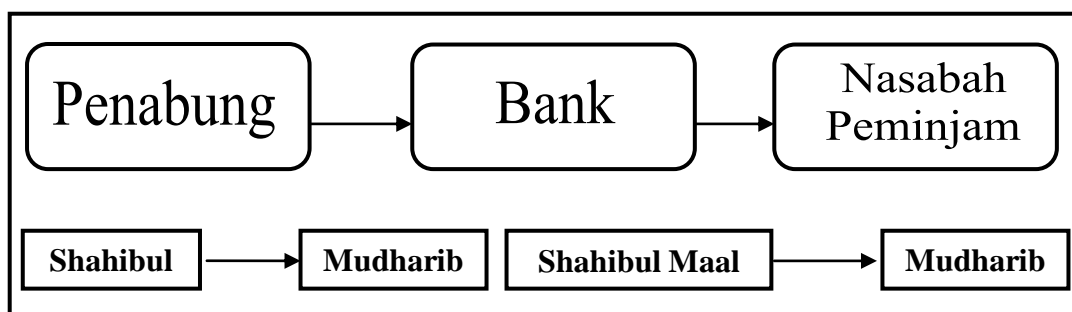 Penabung
Bank
Nasabah
Peminjam
Shahibul
Mudharib
Shahibul Maal
Mudharib